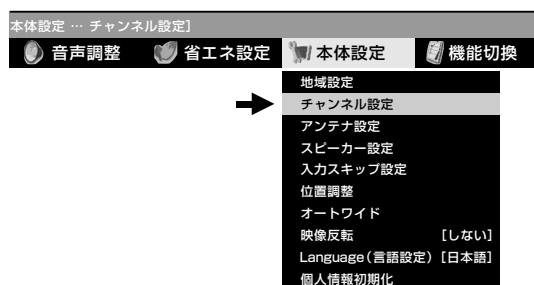 本体設定 … チャンネル設定]
音声調整 省エネ設定 本体設定 機能切換
地域設定
チャンネル設定
アンテナ設定
スピーカー設定
入力スキップ設定
位置調整
オートワイド
映像反転 [しない]
Language(言語設定) [日本語]
個人情報初期化